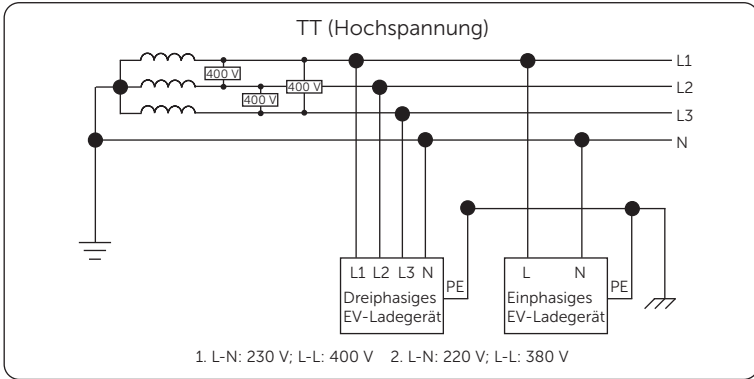 TT (Hochspannung)
L1
400 V
400 V
L2
400 V
L3
N
L1 L2 L3 N
PE
Dreiphasiges
EV-Ladegerät
L N
PE
Einphasiges
EV-Ladegerät
1. L-N: 230 V; L-L: 400 V 2. L-N: 220 V; L-L: 380 V